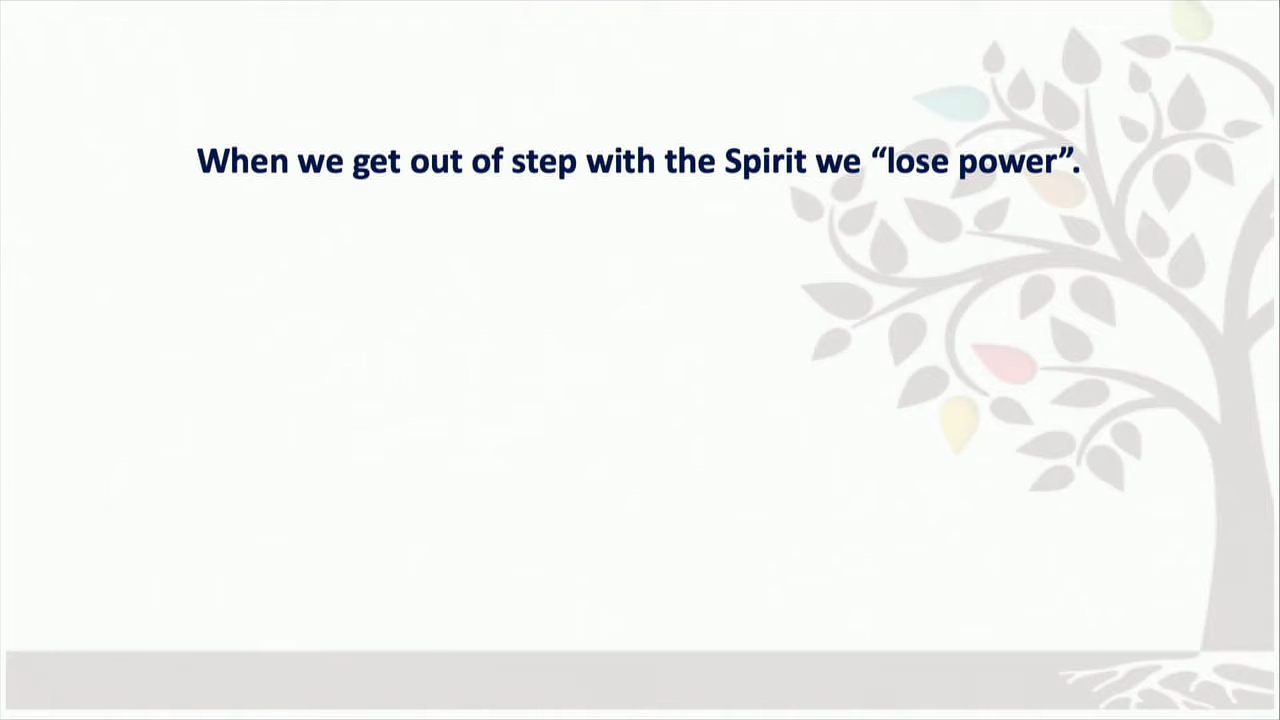 When we get out of step with the Spirit we “lose power”.